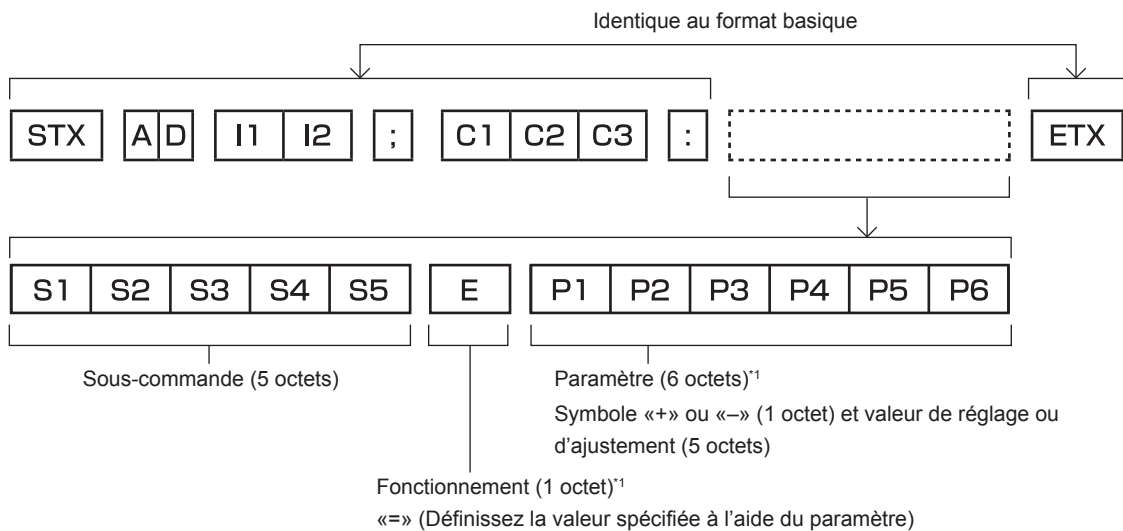 Identique au format basique
STX A D I1 I2 ; C1 C2 C3 : ETX
S1 S2 S3 S4 S5 E P1 P2 P3 P4 P5 P6
Sous-commande (5 octets)
Paramètre (6 octets)*1
Symbole «+» ou «–» (1 octet) et valeur de réglage ou
d’ajustement (5 octets)
Fonctionnement (1 octet)*1
«=» (Définissez la valeur spécifiée à l’aide du paramètre)